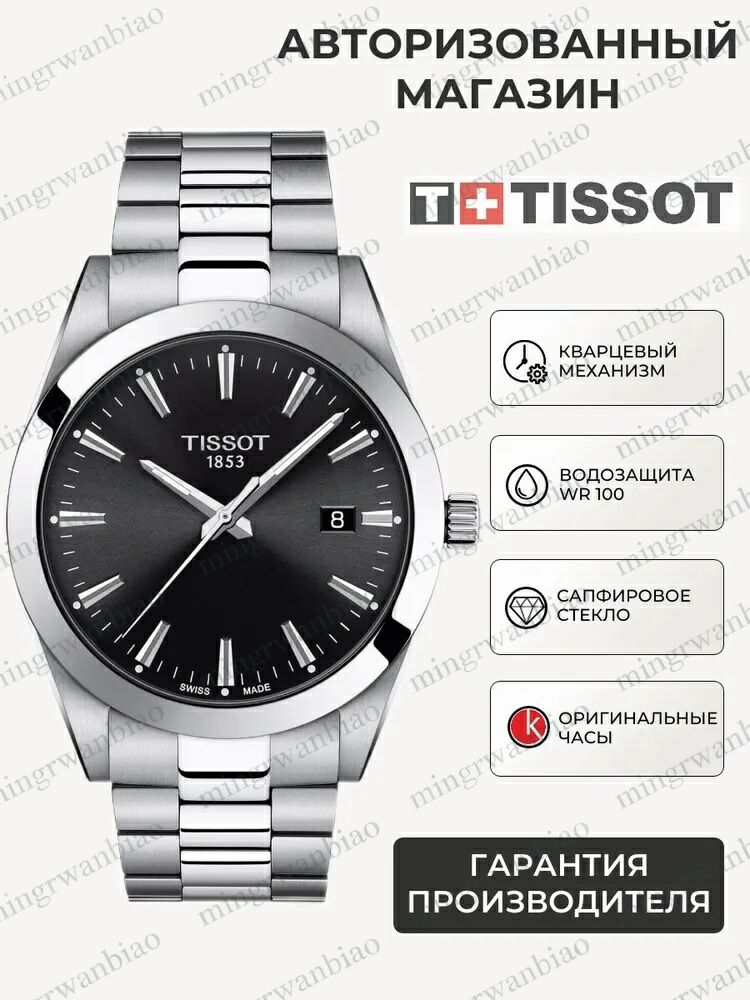 АВТОРИЗОВАННЫЙ
МАГАЗИН
T+TISSOT
КВАРЦЕВЫЙ
МЕХАНИЗМ
ВОДОЗАЩИТА
WR 100
САПФИРОВОЕ
СТЕКЛО
k
ОРИГИНАЛЬНЫЕ
ЧАСЫ
ГАРАНТИЯ
ПРОИЗВОДИТЕЛЯ
TISSOT
1853
8
SWISS MADE
mingrwanbiao